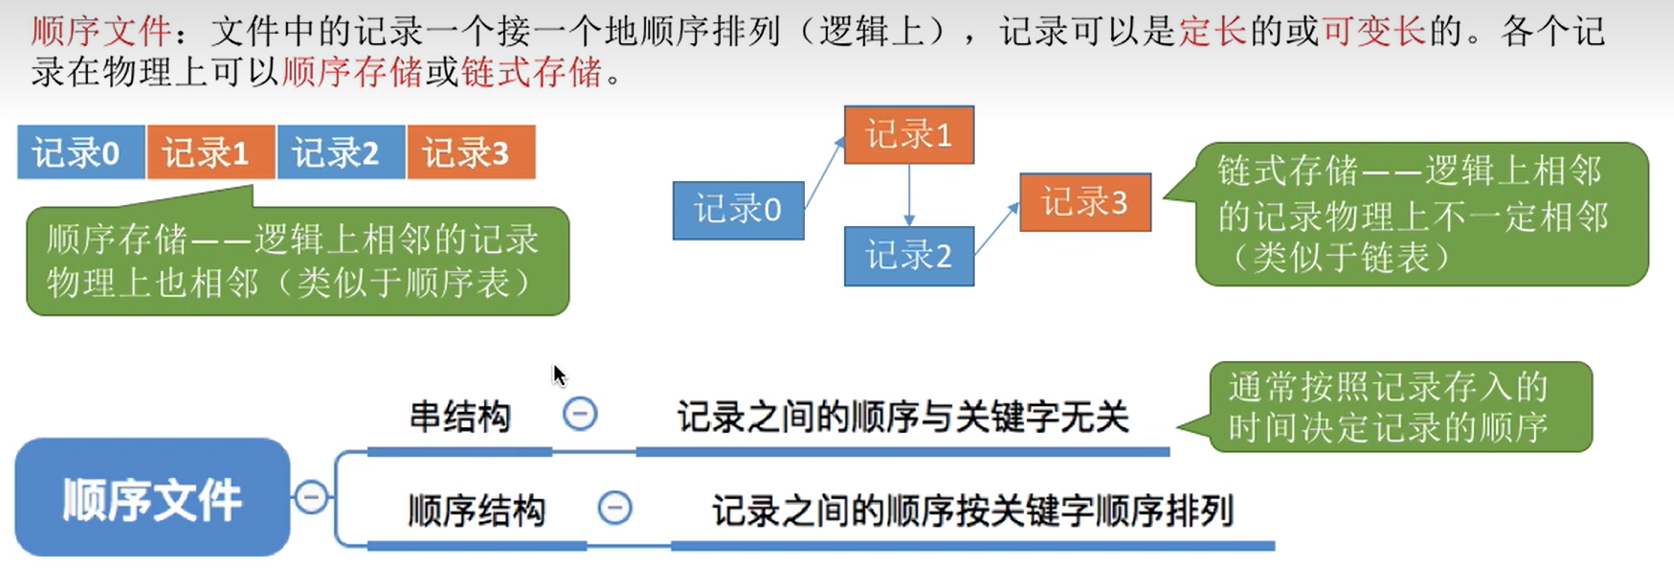 顺序文件：文件中的记录一个接一个地顺序排列（逻辑上），记录可以是定长的或可变长的。各个记
录在物理上可以顺序存储或链式存储。
记录0 记录1 记录2 记录3
顺序存储——逻辑上相邻的记录
物理上也相邻（类似于顺序表）
记录0
记录1
记录2
记录3
链式存储——逻辑上相邻
的记录物理上不一定相邻
（类似于链表）
顺序文件
串结构
记录之间的顺序与关键字无关
通常按照记录存入的
时间决定记录的顺序
顺序结构
记录之间的顺序按关键字顺序排列